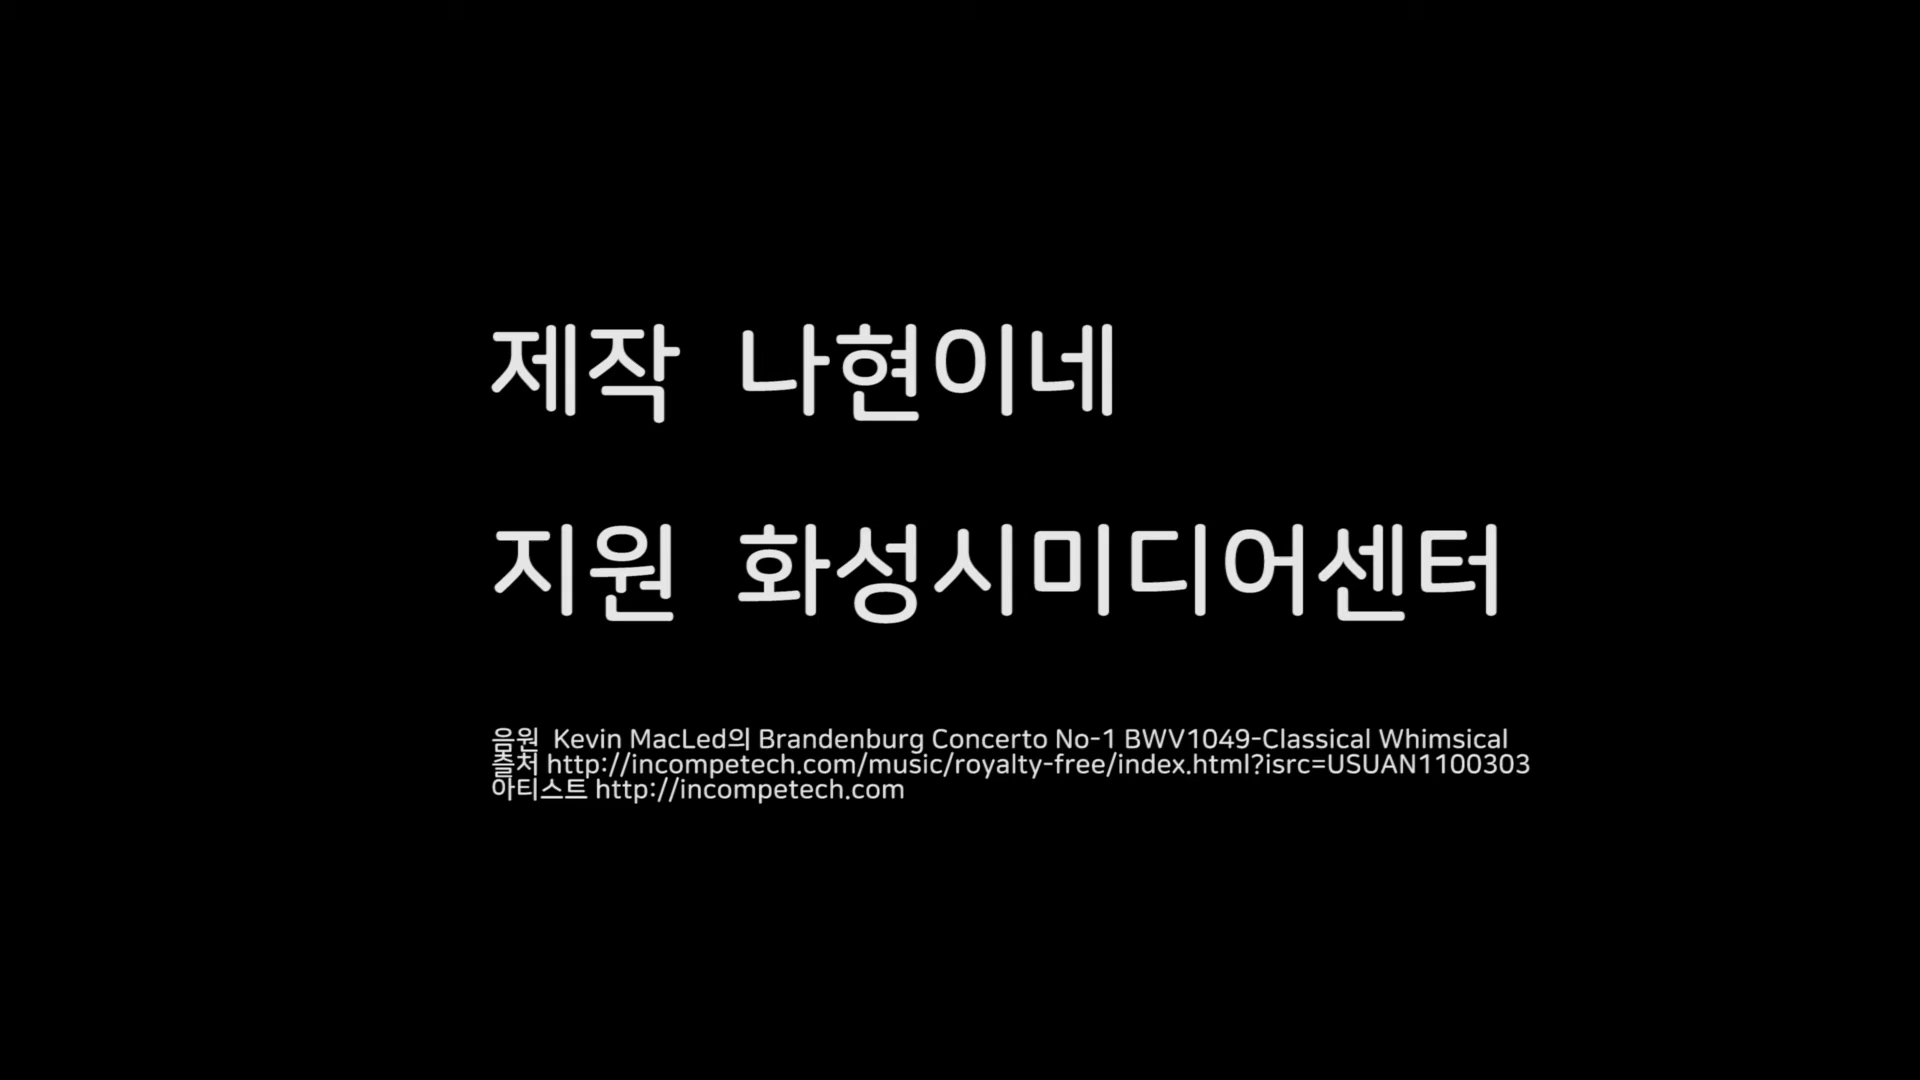 제작 나현이네
지원 화성시미디어센터
음원 Kevin MacLed의 Brandenburg Concerto No-1 BWV1049-Classical Whimsical
출처 http://incompetech.com/music/royalty-free/index.html?isrc=USUAN1100303
아티스트 http://incompetech.com